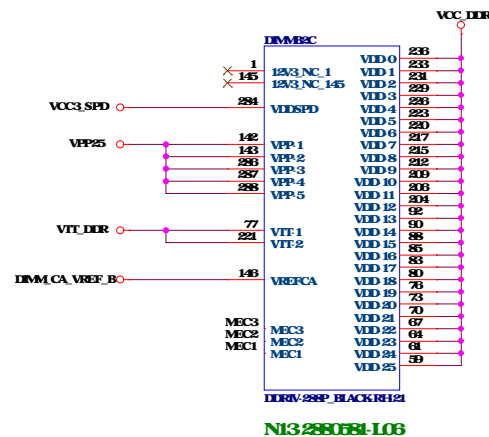 VCC_DDR
DIMMB2C
1 12V3_NC_1
145 12V3_NC_145
VCC3_SPD 284 VDDSPD
VPP25 142 VPP-1
143 VPP-2
286 VPP-3
287 VPP-4
288 VPP-5
VTT_DDR 77 VTT-1
221 VTT-2
DIMM_CA_VREF_B 146 VREFCA
MEC3 MEC3
MEC2 MEC2
MEC1 MEC1
VDD-0 236
VDD-1 233
VDD-2 231
VDD-3 229
VDD-4 226
VDD-5 223
VDD-6 220
VDD-7 217
VDD-8 215
VDD-9 212
VDD-10 209
VDD-11 206
VDD-12 204
VDD-13 92
VDD-14 90
VDD-15 88
VDD-16 85
VDD-17 83
VDD-18 80
VDD-19 76
VDD-20 73
VDD-21 70
VDD-22 67
VDD-23 64
VDD-24 61
VDD-25 59
DDRIV-288P_BLACK-RH-21
N13-2880581-L06